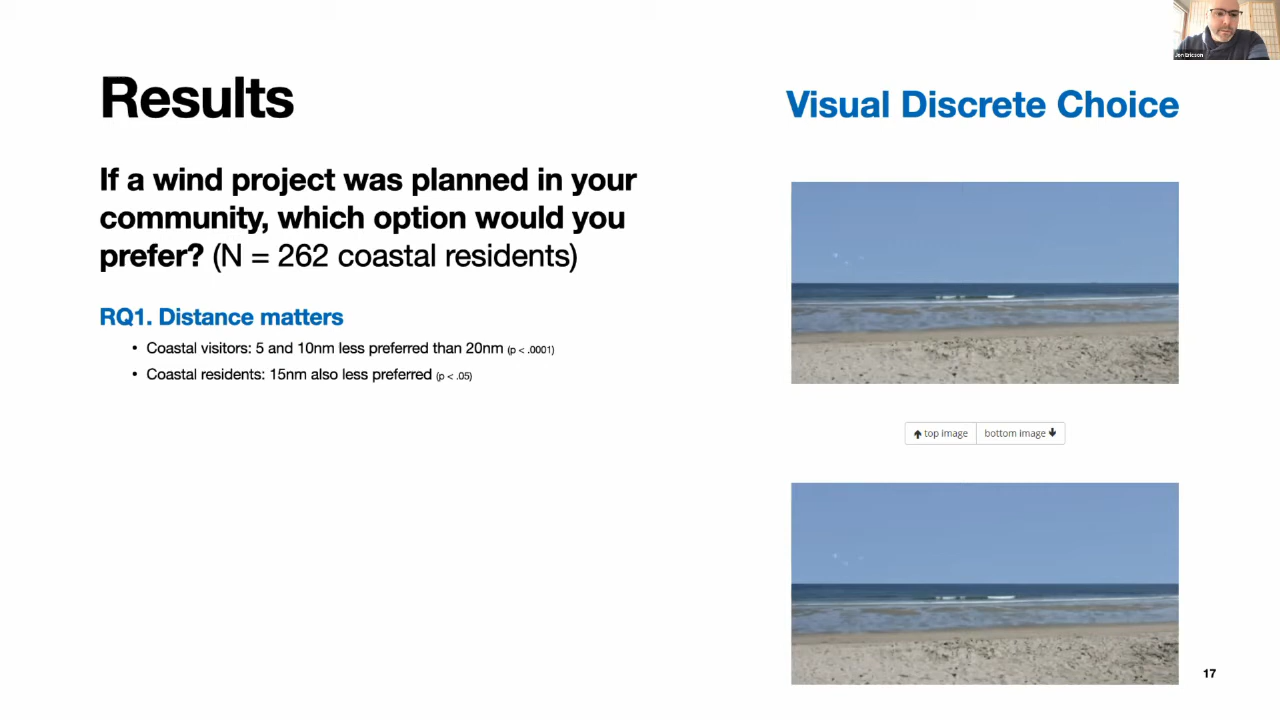 Jon Ericson
Results
Visual Discrete Choice
If a wind project was planned in your
community, which option would you
prefer? (N = 262 coastal residents)
RQ1. Distance matters
• Coastal visitors: 5 and 10nm less preferred than 20nm (p < .0001)
• Coastal residents: 15nm also less preferred (p < .05)
top image
bottom image
17